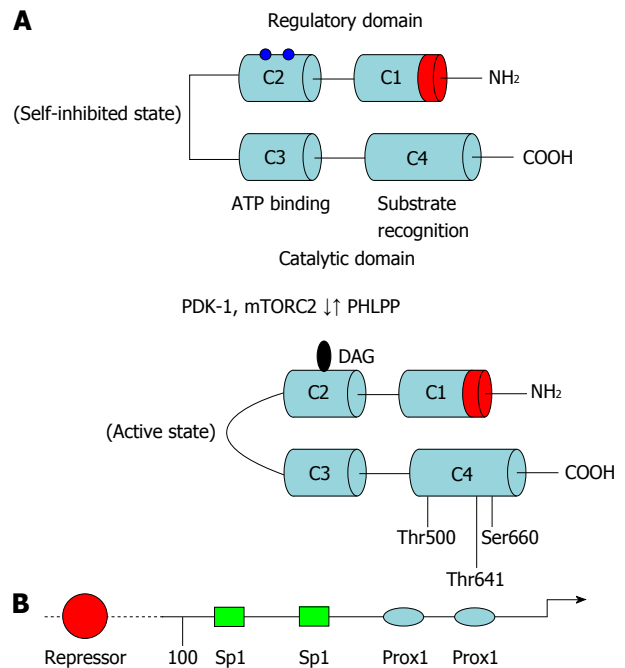 A
Regulatory domain
C2
C1
NH₂
(Self-inhibited state)
C3
C4
COOH
ATP binding
Substrate
recognition
Catalytic domain
PDK-1, mTORC2 ↓↑ PHLPP
DAG
C2
C1
NH₂
(Active state)
C3
C4
COOH
Thr500
Ser660
Thr641
B
Repressor
100
Sp1
Sp1
Prox1
Prox1